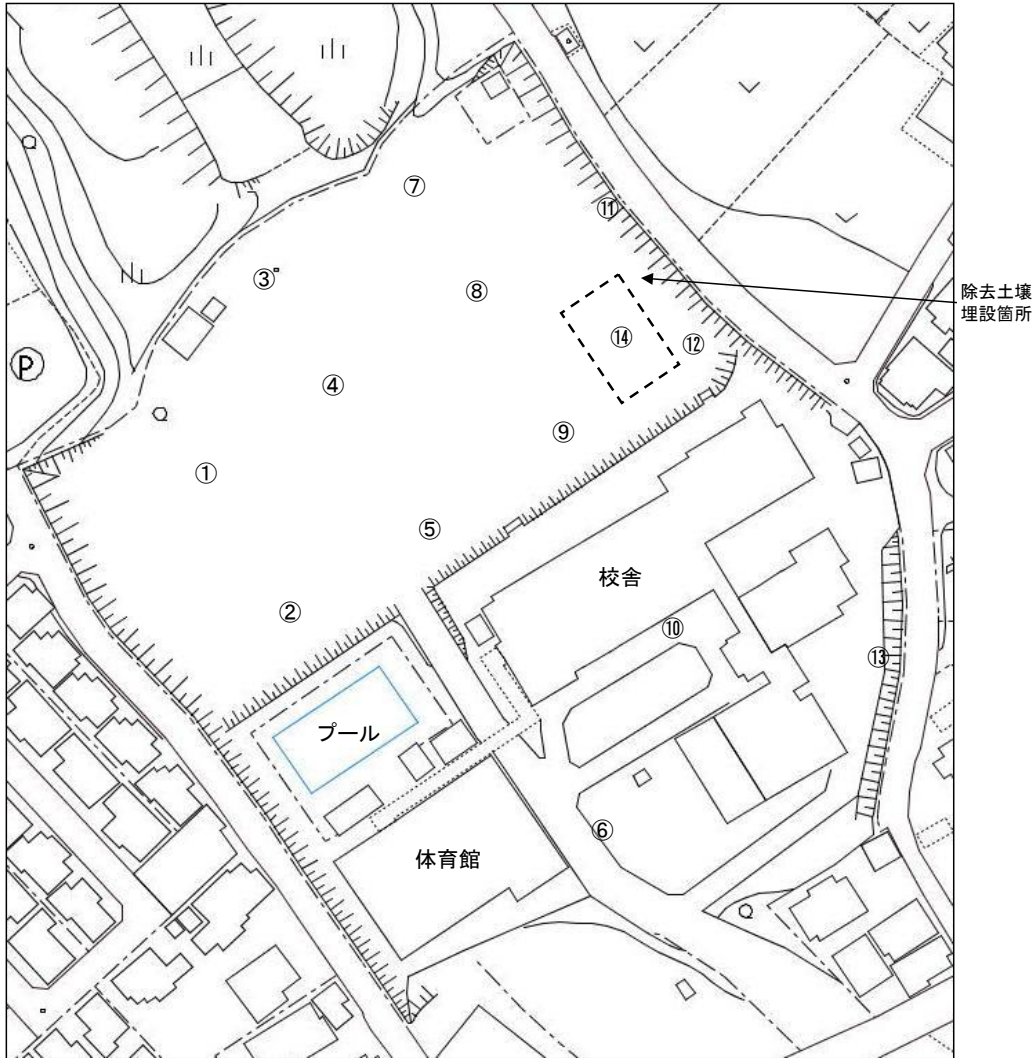 ⑦
⑪
③
⑧
除去土壌
埋設箇所
⑭
⑫
P
④
⑨
①
⑤
校舎
②
⑩
⑬
プール
⑥
体育館